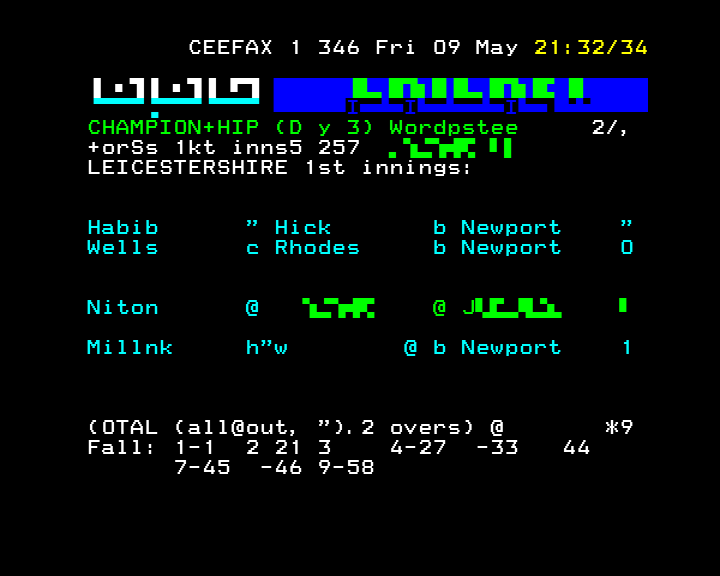 CEEFAX 1 346 Fri 09 May 21:32/34
CHAMPION+HIP (D y 3) Wordpstee 2/,
+orSs 1kt inns5 257
LEICESTERSHIRE 1st innings:
Habib ” Hick b Newport ”
Wells c Rhodes b Newport 0
Niton @ @ J
Millnk h”w @ b Newport 1
(OTAL (all@out, ”).2 overs) @ *9
Fall: 1-1 2 21 3 4-27 -33 44
7-45 -46 9-58